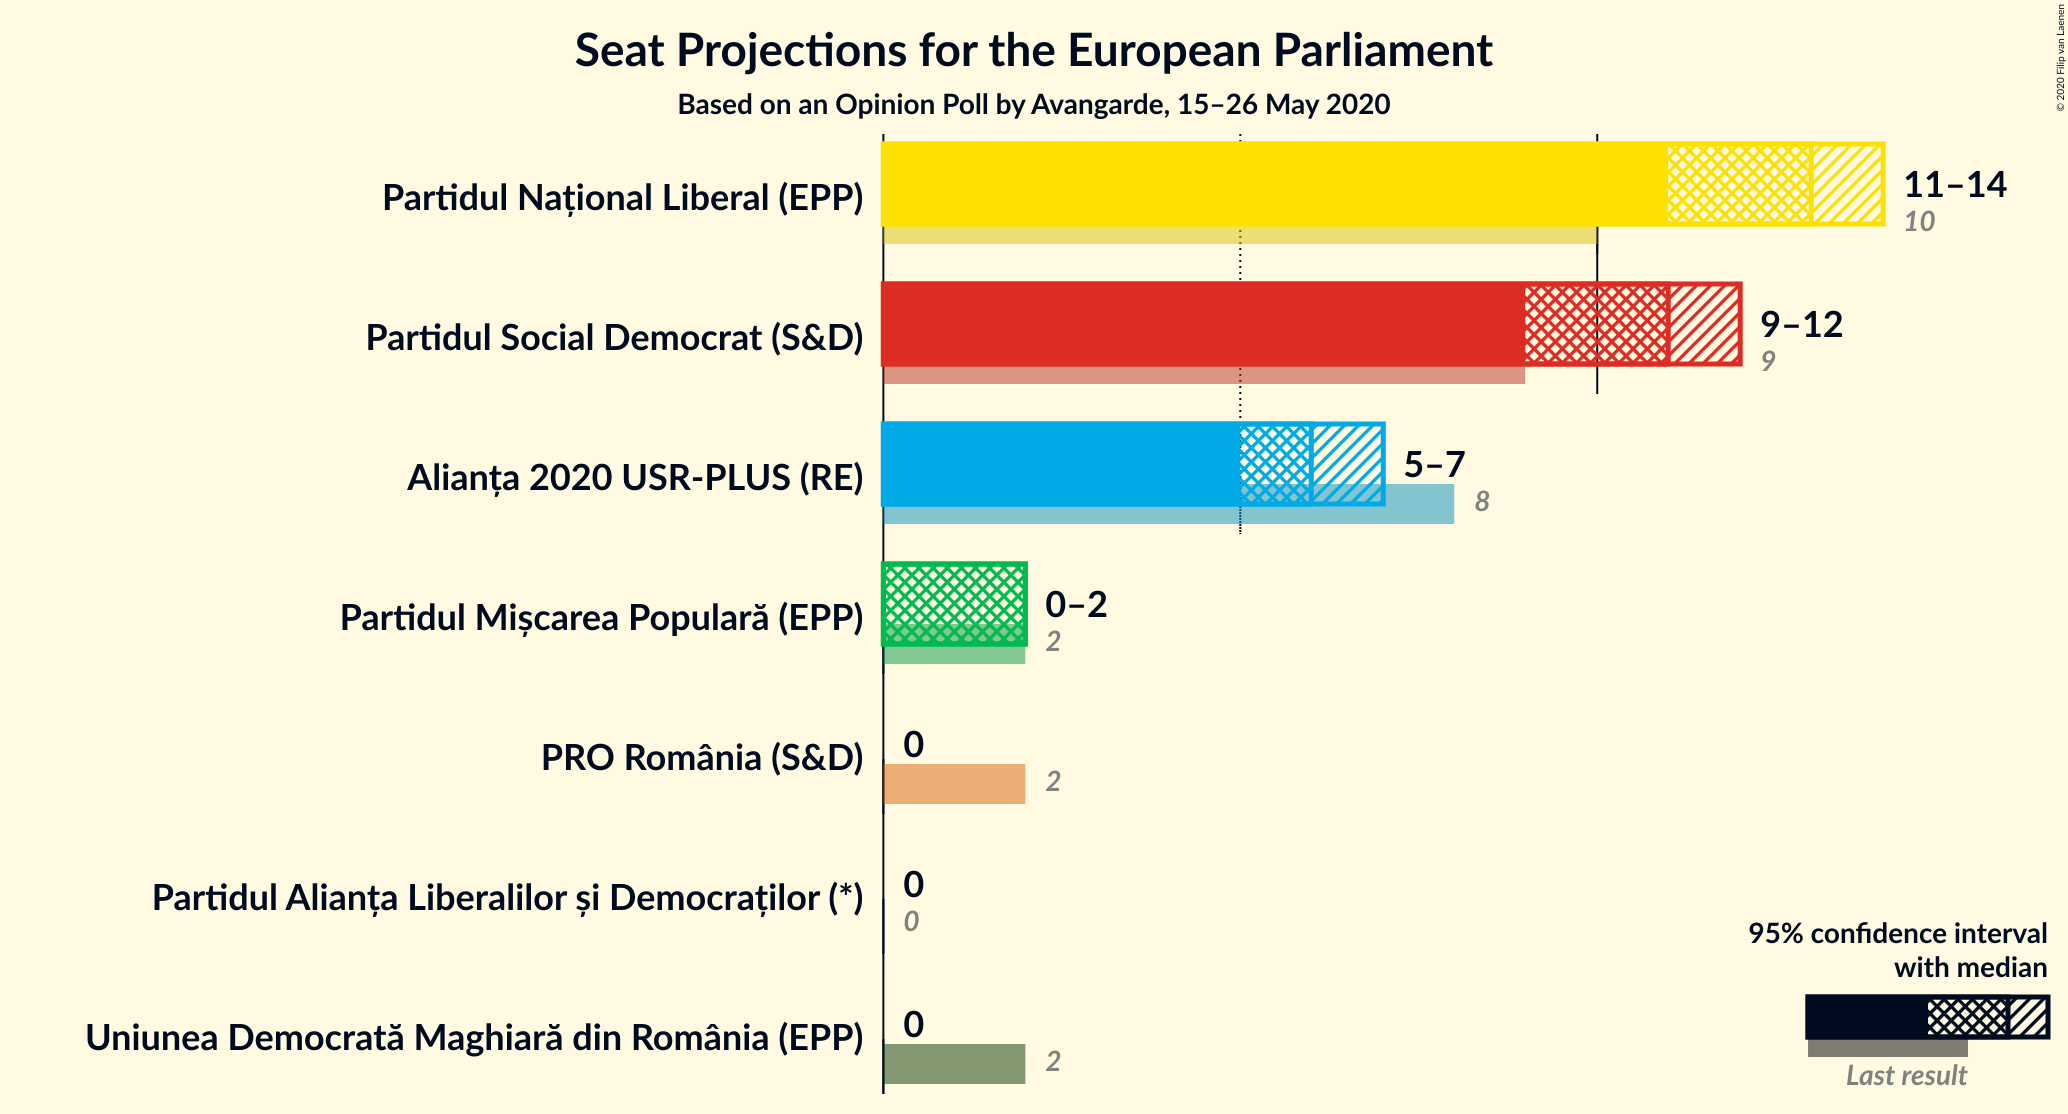 Seat Projections for the European Parliament
Based on an Opinion Poll by Avangarde, 15–26 May 2020
© 2020 Filip van Laenen
Partidul Național Liberal (EPP)
11–14
10
Partidul Social Democrat (S&D)
9–12
9
Alianța 2020 USR-PLUS (RE)
5–7
8
Partidul Mișcarea Populară (EPP)
0–2
2
PRO România (S&D)
0
2
Partidul Alianța Liberalilor și Democraților (*)
0
0
Uniunea Democrată Maghiară din România (EPP)
0
2
95% confidence interval
with median
Last result